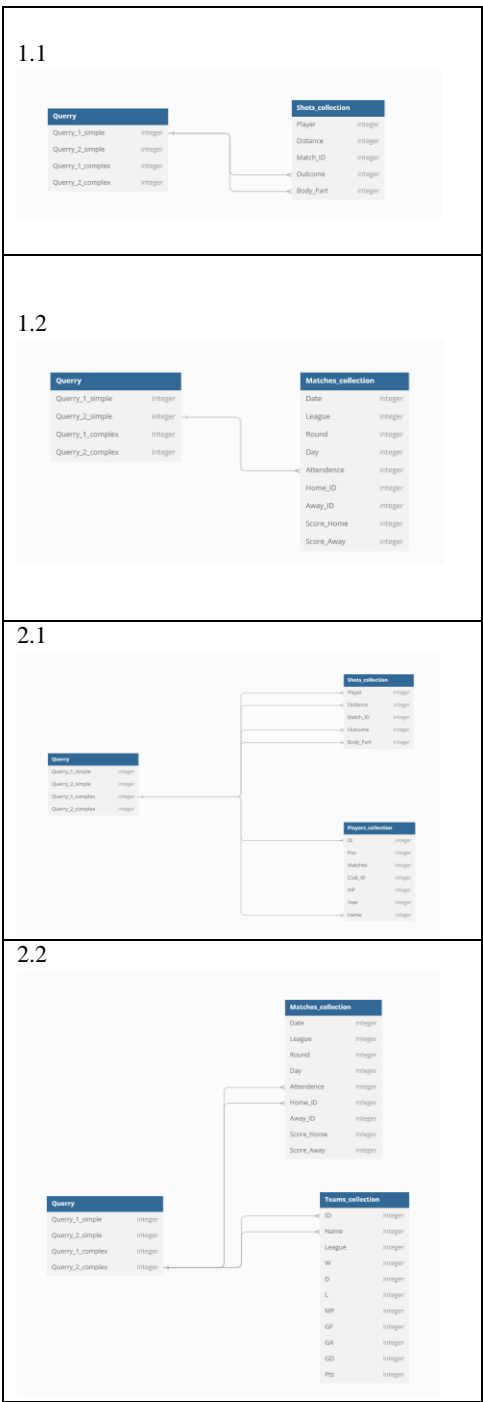 1.1
Querry
Querry_1_simple integer
Querry_2_simple integer
Querry_1_complex integer
Querry_2_complex integer
Shots_collection
Player integer
Distance integer
Match_ID integer
Outcome integer
Body_Part integer
1.2
Querry
Querry_1_simple integer
Querry_2_simple integer
Querry_1_complex integer
Querry_2_complex integer
Matches_collection
Date integer
League integer
Round integer
Day integer
Attendence integer
Home_ID integer
Away_ID integer
Score_Home integer
Score_Away integer
2.1
Shots_collection
Player integer
Distance integer
Match_ID integer
Outcome integer
Body_Part integer
Querry
Querry_1_simple integer
Querry_2_simple integer
Querry_1_complex integer
Querry_2_complex integer
Players_collection
ID integer
Pos integer
Matches integer
Club_ID integer
MP integer
Year integer
Name integer
2.2
Matches_collection
Date integer
League integer
Round integer
Day integer
Attendence integer
Home_ID integer
Away_ID integer
Score_Home integer
Score_Away integer
Querry
Querry_1_simple integer
Querry_2_simple integer
Querry_1_complex integer
Querry_2_complex integer
Teams_collection
ID integer
Name integer
League integer
W integer
D integer
L integer
MP integer
GF integer
GA integer
GD integer
Pts integer